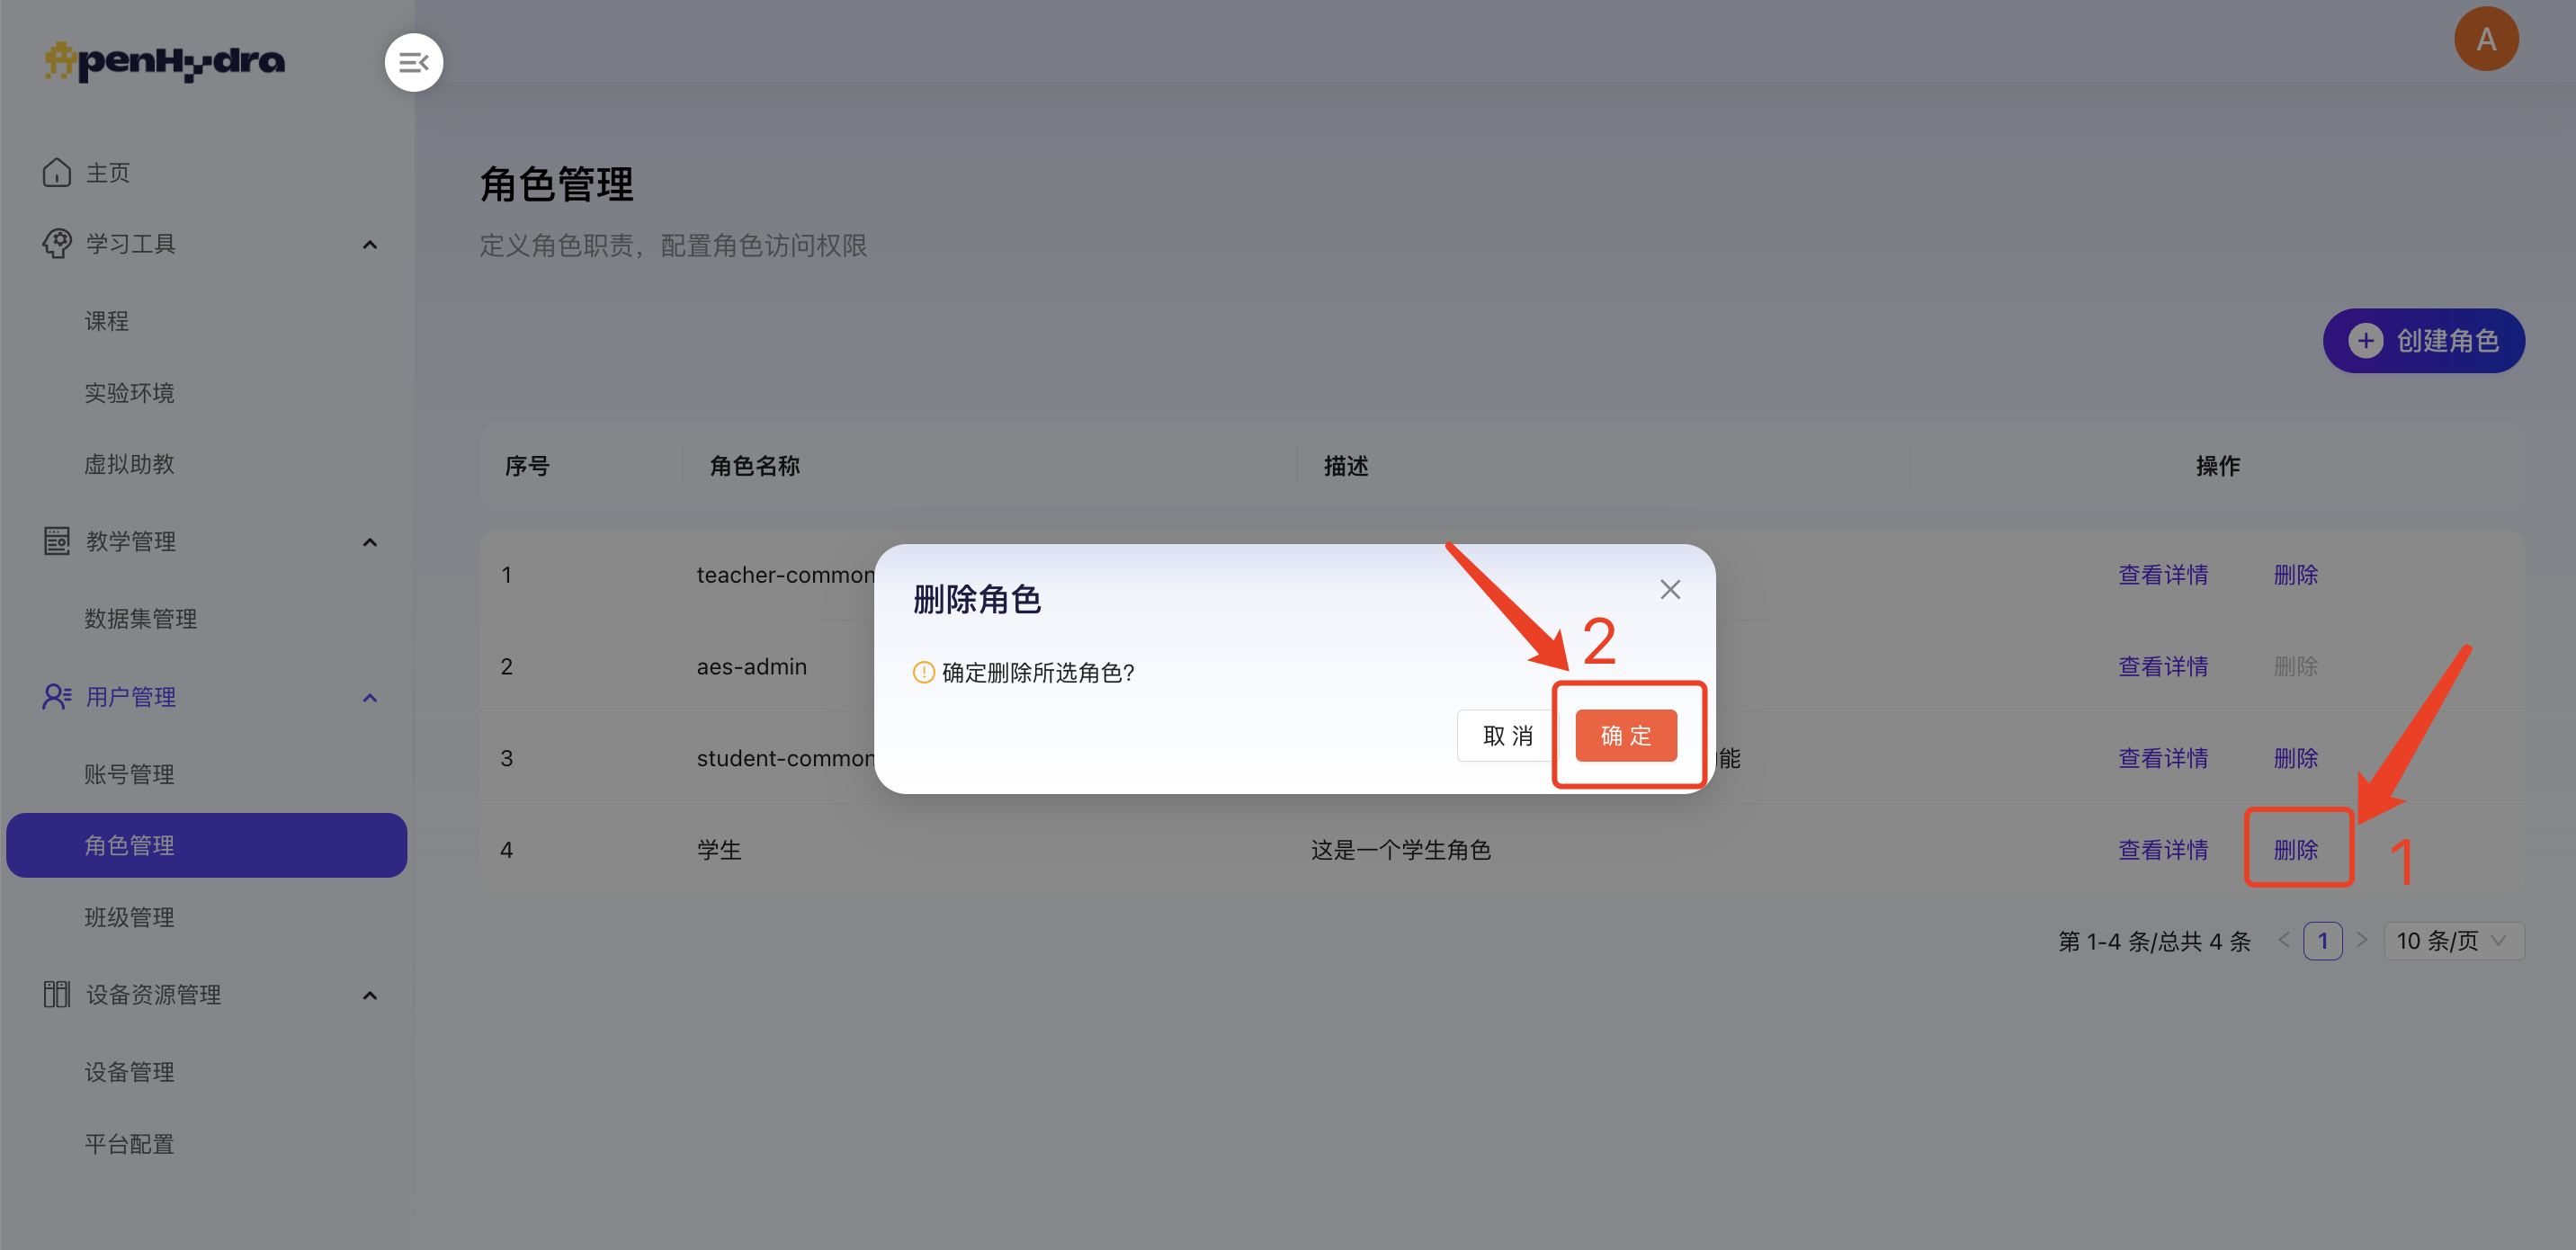 OpenHydra
A
主页
学习工具
课程
实验环境
虚拟助教
教学管理
数据集管理
用户管理
账号管理
角色管理
班级管理
设备资源管理
设备管理
平台配置
角色管理
定义角色职责，配置角色访问权限
创建角色
序号 角色名称 描述 操作
1 teacher-common 查看详情 删除
2 aes-admin 查看详情 删除
3 student-common 能 查看详情 删除
4 学生 这是一个学生角色 查看详情 删除
第 1-4 条/总共 4 条 1 10 条/页
删除角色
确定删除所选角色?
取 消 确 定
2
1